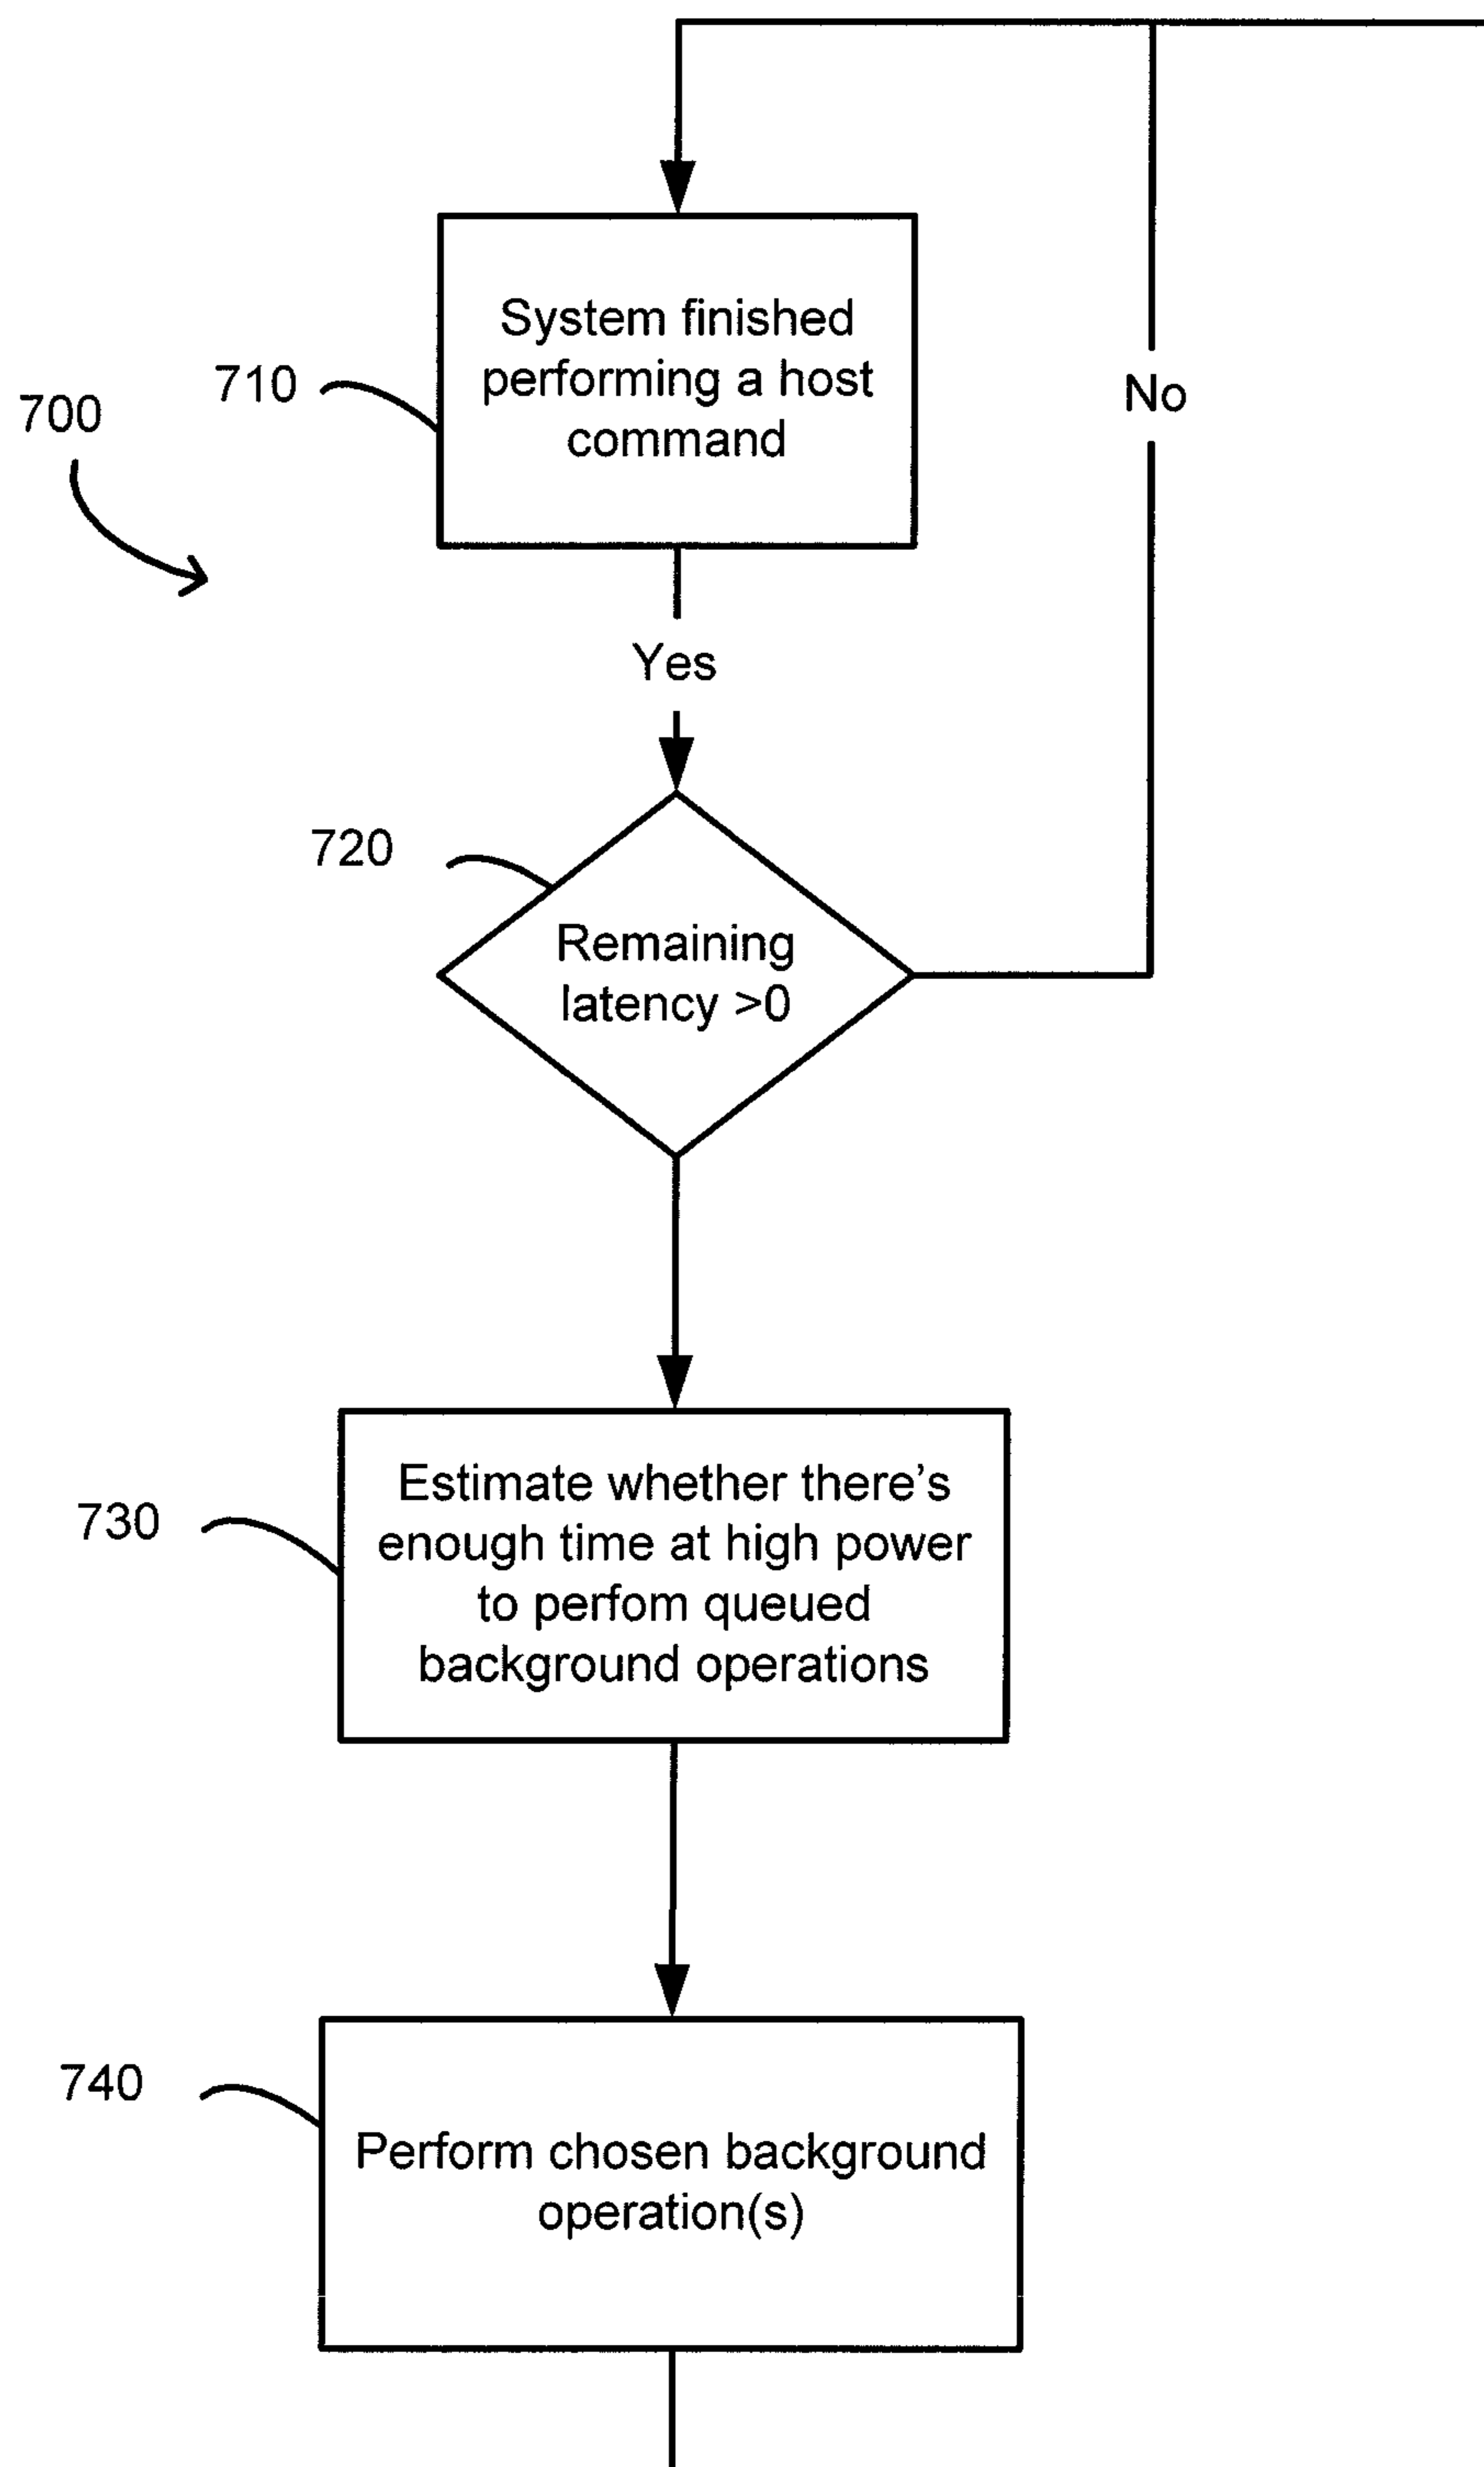 System finished
performing a host
command
710
700
No
Yes
720
Remaining
latency >0
Estimate whether there's
enough time at high power
to perfom queued
background operations
730
740
Perform chosen background
operation(s)